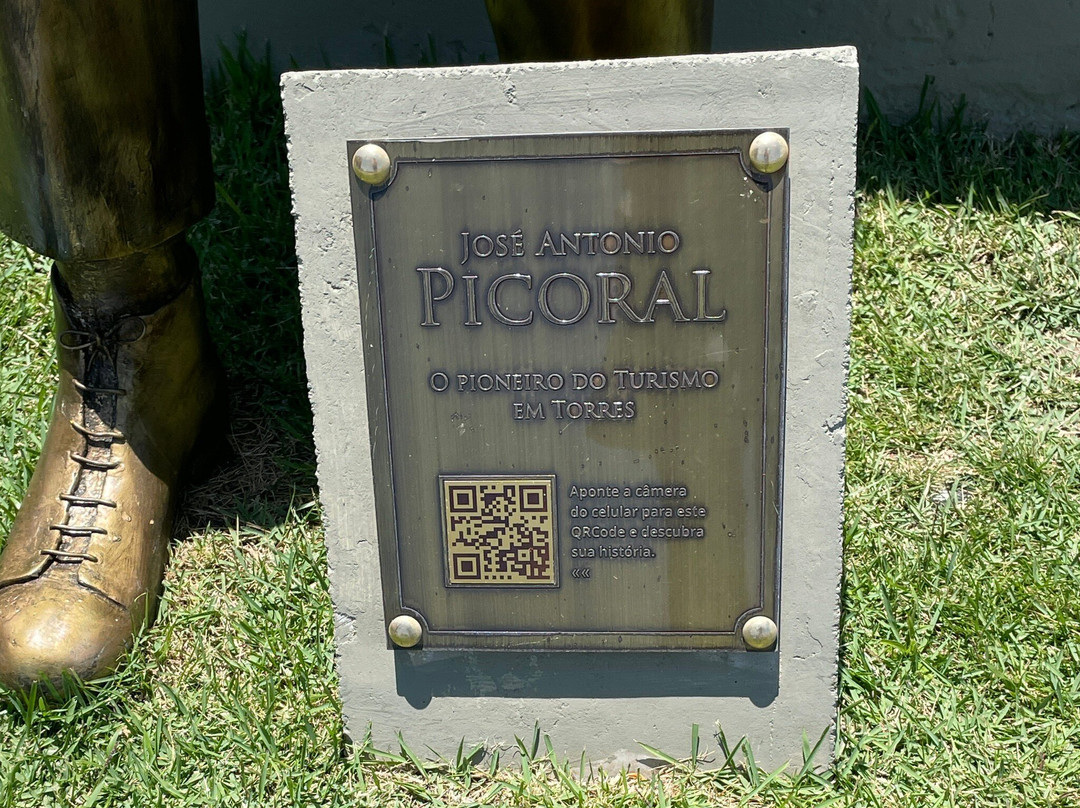 José Antonio
Picoral
O pioneiro do Turismo
em Torres
Aponte a câmera
do celular para este
QRCode e descubra
sua história.
««